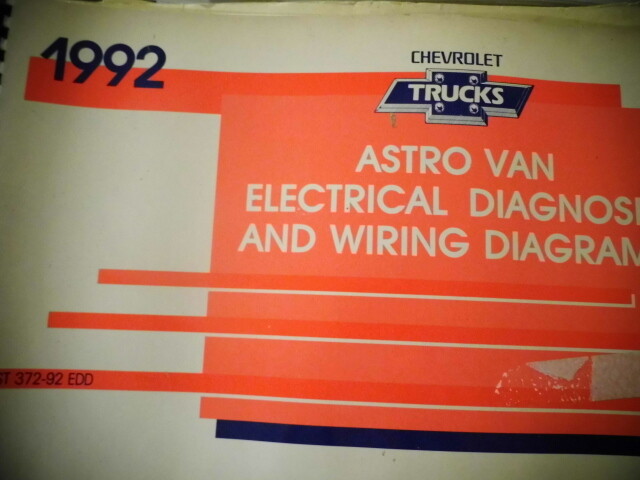 1992
CHEVROLET
TRUCKS
ASTRO VAN
ELECTRICAL DIAGNOSI
AND WIRING DIAGRAM
ST 372-92 EDD